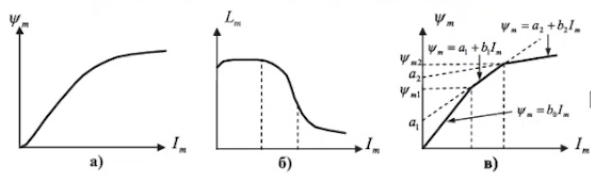 ψm
Im
а)
Lm
Im
б)
ψm
ψm = a2 + b2Im
ψm = a1 + b1Im
ψm2
a2
ψm1
a1
ψm = b0Im
Im
в)